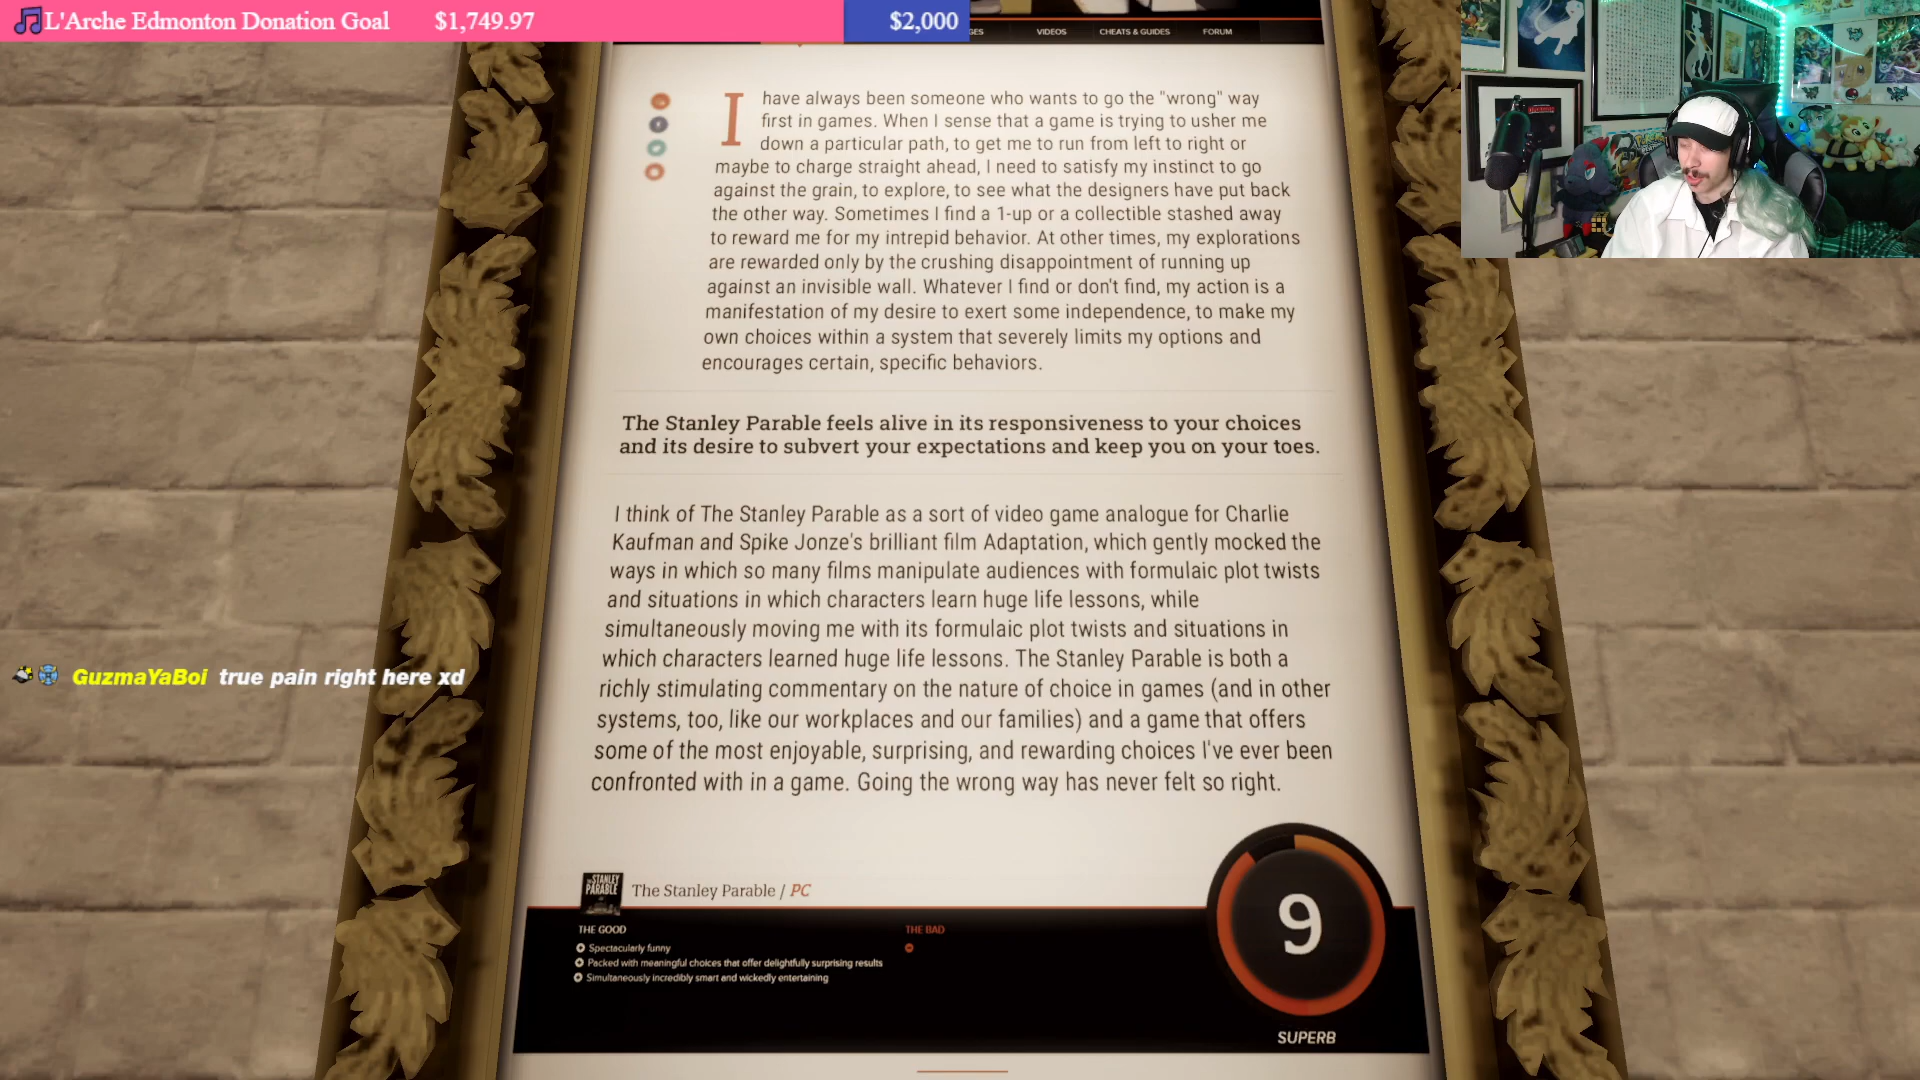 L'Arche Edmonton Donation Goal $1,749.97 $2,000
VIDEOS CHEATS & GUIDES FORUM
I have always been someone who wants to go the "wrong" way
first in games. When I sense that a game is trying to usher me
down a particular path, to get me to run from left to right or
maybe to charge straight ahead, I need to satisfy my instinct to go
against the grain, to explore, to see what the designers have put back
the other way. Sometimes I find a 1-up or a collectible stashed away
to reward me for my intrepid behavior. At other times, my explorations
are rewarded only by the crushing disappointment of running up
against an invisible wall. Whatever I find or don't find, my action is a
manifestation of my desire to exert some independence, to make my
own choices within a system that severely limits my options and
encourages certain, specific behaviors.
The Stanley Parable feels alive in its responsiveness to your choices
and its desire to subvert your expectations and keep you on your toes.
I think of The Stanley Parable as a sort of video game analogue for Charlie
Kaufman and Spike Jonze's brilliant film Adaptation, which gently mocked the
ways in which so many films manipulate audiences with formulaic plot twists
and situations in which characters learn huge life lessons, while
simultaneously moving me with its formulaic plot twists and situations in
which characters learned huge life lessons. The Stanley Parable is both a
richly stimulating commentary on the nature of choice in games (and in other
systems, too, like our workplaces and our families) and a game that offers
some of the most enjoyable, surprising, and rewarding choices I've ever been
confronted with in a game. Going the wrong way has never felt so right.
GuzmaYaBoi true pain right here xd
STANLEY
PARABLE
The Stanley Parable / PC
THE GOOD
Spectacularly funny
Packed with meaningful choices that offer delightfully surprising results
Simultaneously incredibly smart and wickedly entertaining
THE BAD
9
SUPERB